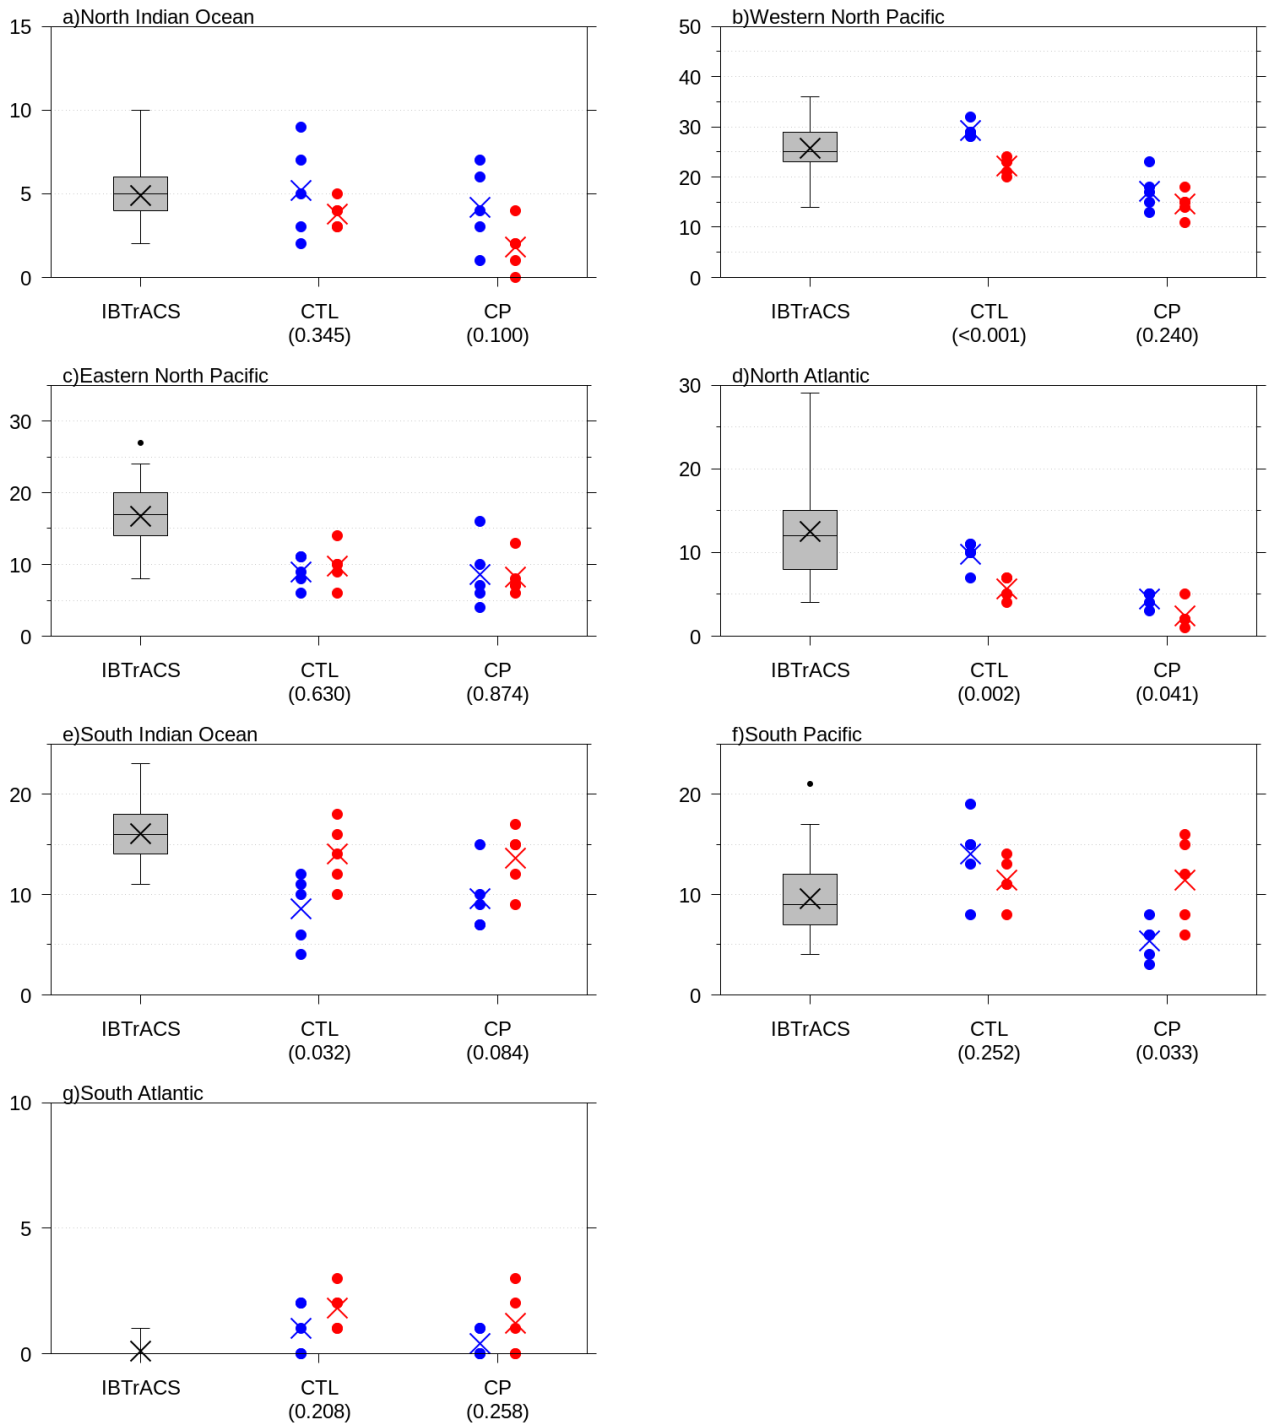 a)North Indian Ocean
15
10
5
0
IBTrACS CTL CP
(0.345) (0.100)
b)Western North Pacific
50
40
30
20
10
0
IBTrACS CTL CP
(<0.001) (0.240)
c)Eastern North Pacific
30
20
10
0
IBTrACS CTL CP
(0.630) (0.874)
d)North Atlantic
30
20
10
0
IBTrACS CTL CP
(0.002) (0.041)
e)South Indian Ocean
20
10
0
IBTrACS CTL CP
(0.032) (0.084)
f)South Pacific
20
10
0
IBTrACS CTL CP
(0.252) (0.033)
g)South Atlantic
10
5
0
IBTrACS CTL CP
(0.208) (0.258)